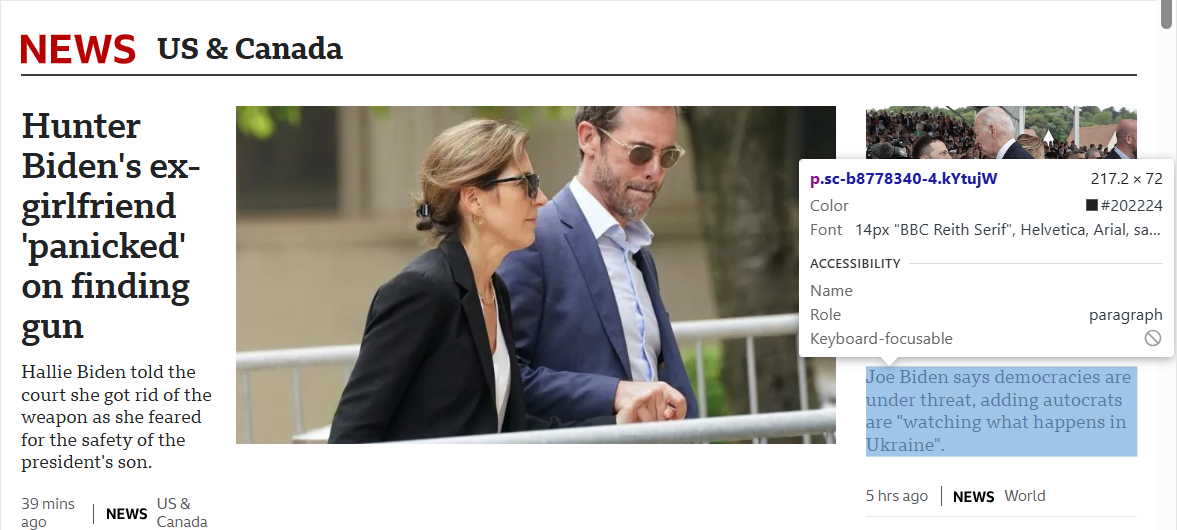 NEWS US & Canada
Hunter
Biden's ex-
girlfriend
'panicked'
on finding
gun
Hallie Biden told the
court she got rid of the
weapon as she feared
for the safety of the
president's son.
39 mins
ago
NEWS
US &
Canada
p.sc-b8778340-4.kYtujW 217.2 × 72
Color #202224
Font 14px "BBC Reith Serif", Helvetica, Arial, sa...
ACCESSIBILITY
Name
Role paragraph
Keyboard-focusable
Joe Biden says democracies are
under threat, adding autocrats
are "watching what happens in
Ukraine".
5 hrs ago NEWS World